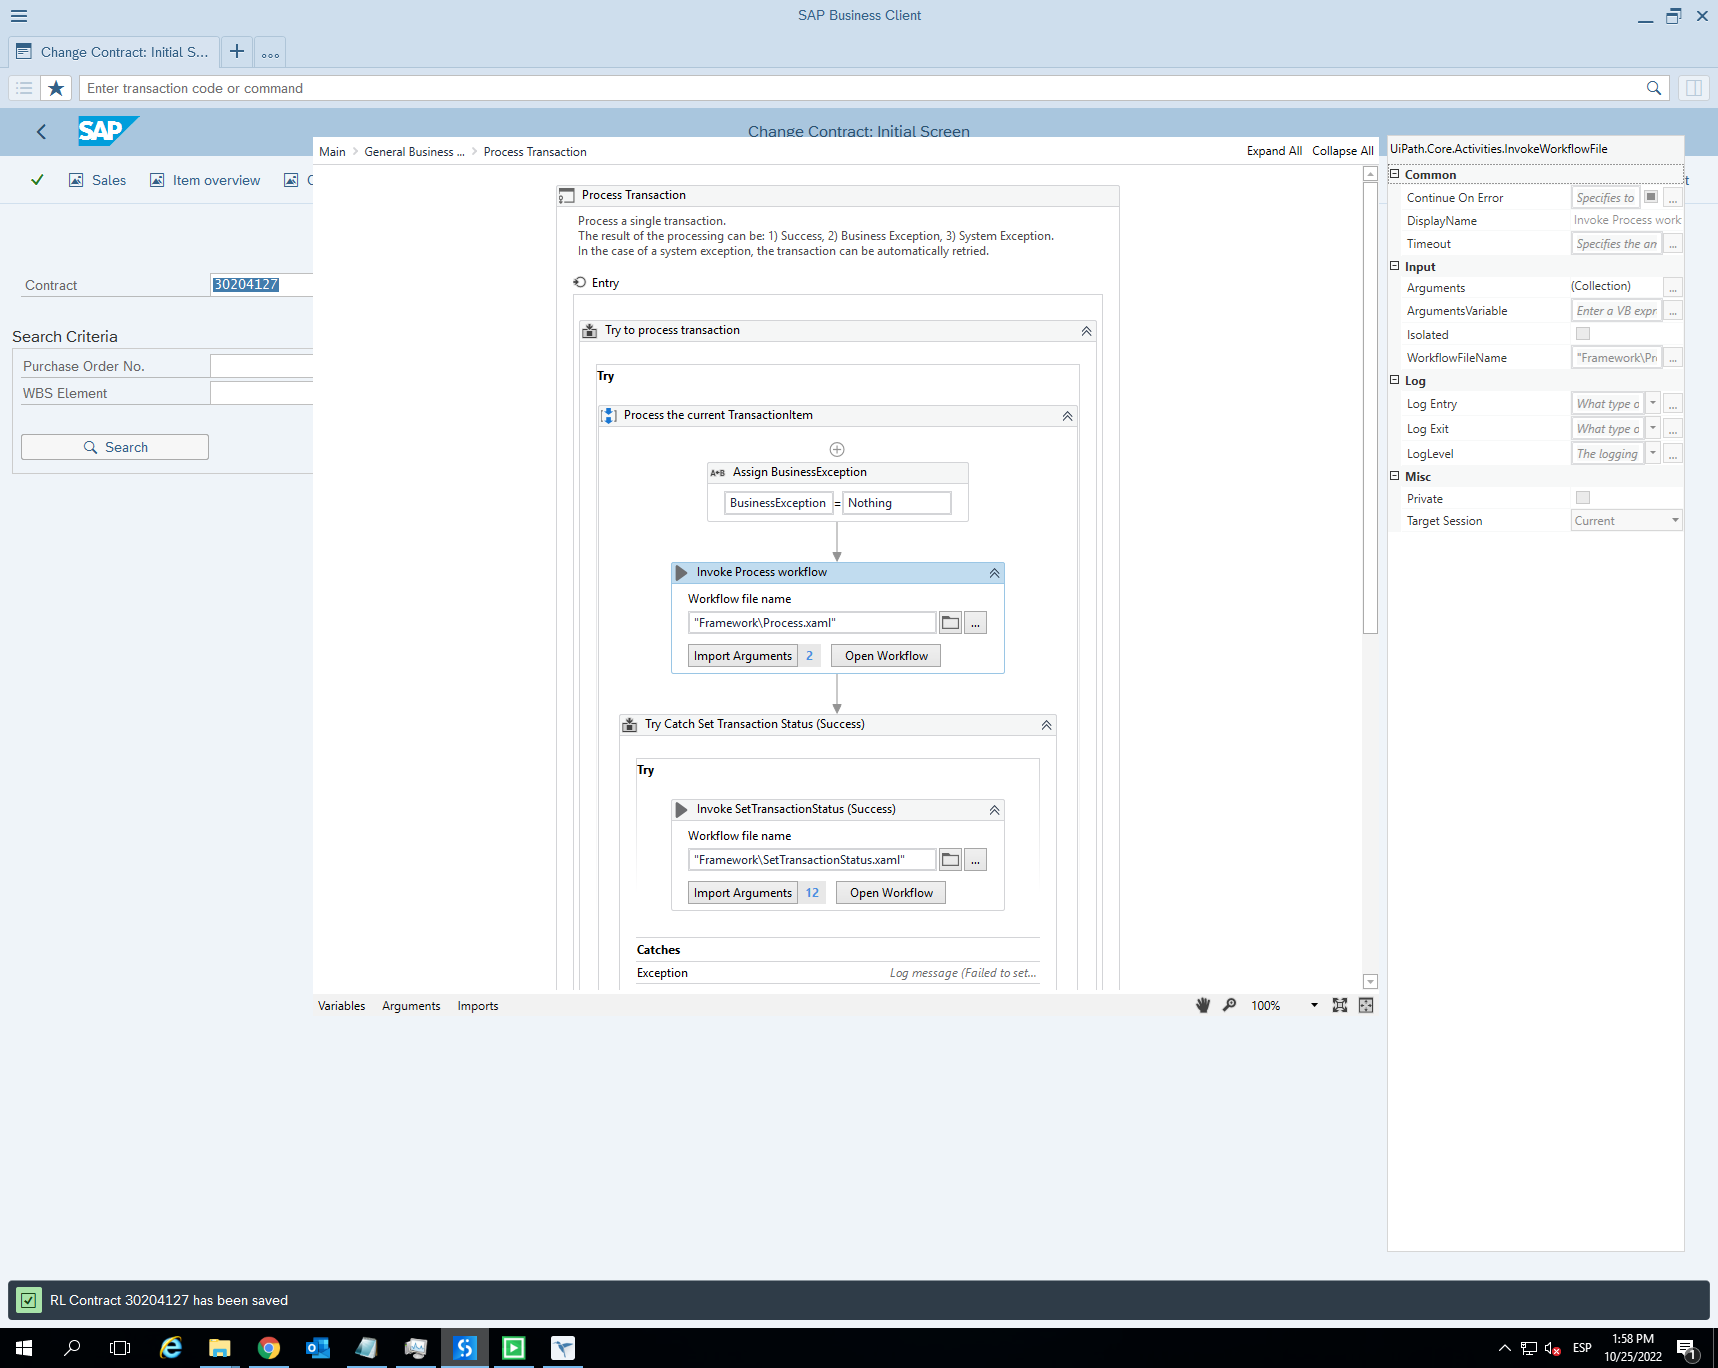 SAP Business Client
Change Contract: Initial S...
Enter transaction code or command
SAP
Change Contract: Initial Screen
Sales
Item overview
Main
General Business ...
Process Transaction
Expand All
Collapse All
UiPath.Core.Activities.InvokeWorkflowFile
Common
Continue On Error
Specifies to
...
DisplayName
Invoke Process work
Timeout
Specifies the an
...
Input
Arguments
(Collection)
...
ArgumentsVariable
Enter a VB expr
...
Isolated
WorkflowFileName
"Framework\Pr
...
Log
Log Entry
What type o
...
Log Exit
What type o
...
LogLevel
The logging
...
Misc
Private
Target Session
Current
Contract
30204127
Search Criteria
Purchase Order No.
WBS Element
Search
Process Transaction
Process a single transaction.
The result of the processing can be: 1) Success, 2) Business Exception, 3) System Exception.
In the case of a system exception, the transaction can be automatically retried.
Entry
Try to process transaction
Try
Process the current TransactionItem
A+B Assign BusinessException
BusinessException = Nothing
Invoke Process workflow
Workflow file name
"Framework\Process.xaml"
...
Import Arguments 2
Open Workflow
Try Catch Set Transaction Status (Success)
Try
Invoke SetTransactionStatus (Success)
Workflow file name
"Framework\SetTransactionStatus.xaml"
...
Import Arguments 12
Open Workflow
Catches
Exception
Log message (Failed to set...
Variables
Arguments
Imports
100%
RL Contract 30204127 has been saved
ESP
1:58 PM
10/25/2022
1